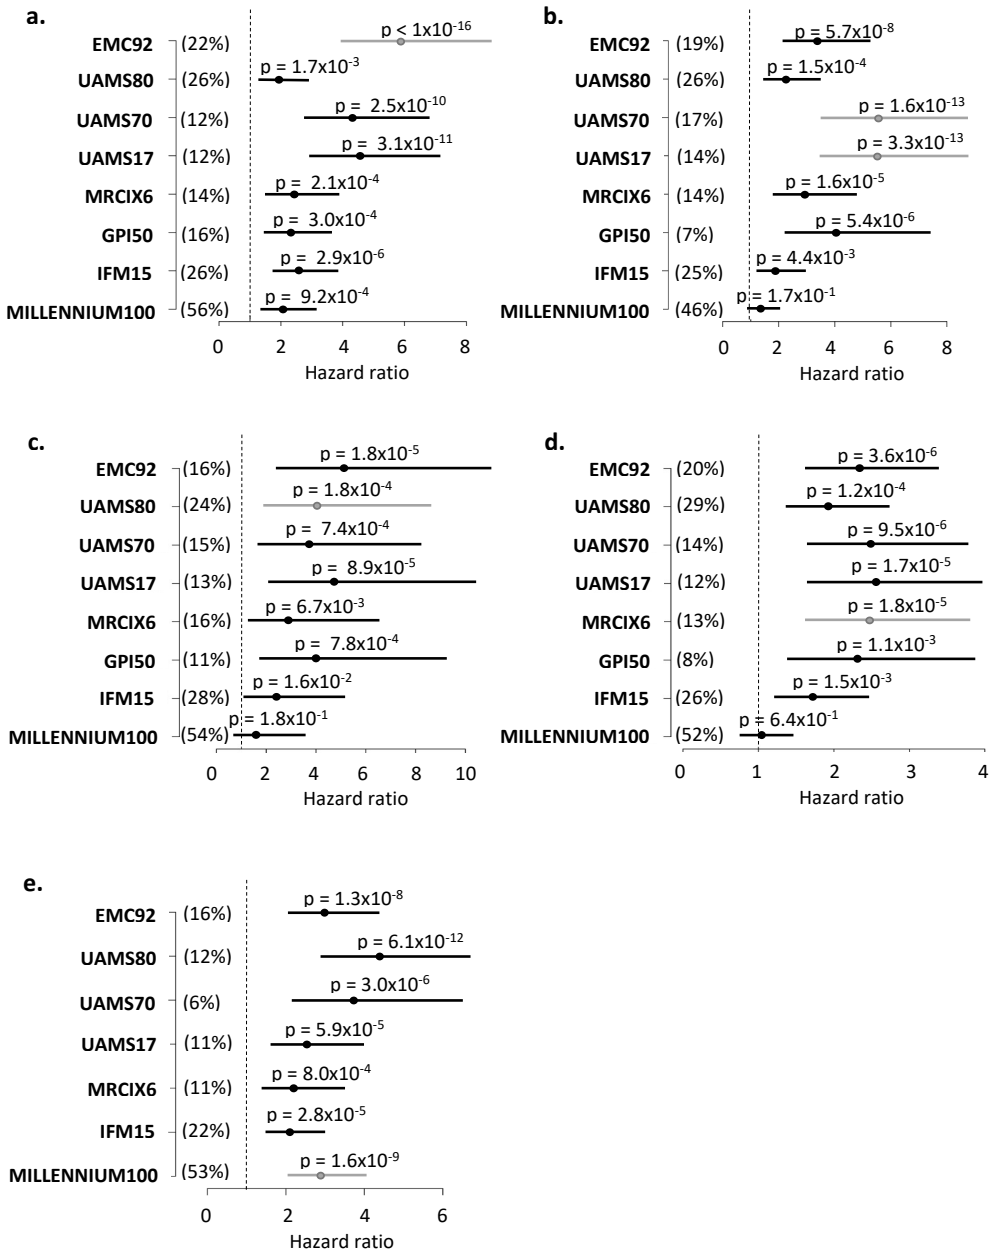 a.
EMC92 (22%) p < 1x10-16
UAMS80 (26%) p = 1.7x10-3
UAMS70 (12%) p = 2.5x10-10
UAMS17 (12%) p = 3.1x10-11
MRCIX6 (14%) p = 2.1x10-4
GPI50 (16%) p = 3.0x10-4
IFM15 (26%) p = 2.9x10-6
MILLENNIUM100 (56%) p = 9.2x10-4
0 2 4 6 8
Hazard ratio
b.
EMC92 (19%) p = 5.7x10-8
UAMS80 (26%) p = 1.5x10-4
UAMS70 (17%) p = 1.6x10-13
UAMS17 (14%) p = 3.3x10-13
MRCIX6 (14%) p = 1.6x10-5
GPI50 (7%) p = 5.4x10-6
IFM15 (25%) p = 4.4x10-3
MILLENNIUM100 (46%) p = 1.7x10-1
0 2 4 6 8
Hazard ratio
c.
EMC92 (16%) p = 1.8x10-5
UAMS80 (24%) p = 1.8x10-4
UAMS70 (15%) p = 7.4x10-4
UAMS17 (13%) p = 8.9x10-5
MRCIX6 (16%) p = 6.7x10-3
GPI50 (11%) p = 7.8x10-4
IFM15 (28%) p = 1.6x10-2
MILLENNIUM100 (54%) p = 1.8x10-1
0 2 4 6 8 10
Hazard ratio
d.
EMC92 (20%) p = 3.6x10-6
UAMS80 (29%) p = 1.2x10-4
UAMS70 (14%) p = 9.5x10-6
UAMS17 (12%) p = 1.7x10-5
MRCIX6 (13%) p = 1.8x10-5
GPI50 (8%) p = 1.1x10-3
IFM15 (26%) p = 1.5x10-3
MILLENNIUM100 (52%) p = 6.4x10-1
0 1 2 3 4
Hazard ratio
e.
EMC92 (16%) p = 1.3x10-8
UAMS80 (12%) p = 6.1x10-12
UAMS70 (6%) p = 3.0x10-6
UAMS17 (11%) p = 5.9x10-5
MRCIX6 (11%) p = 8.0x10-4
IFM15 (22%) p = 2.8x10-5
MILLENNIUM100 (53%) p = 1.6x10-9
0 2 4 6
Hazard ratio